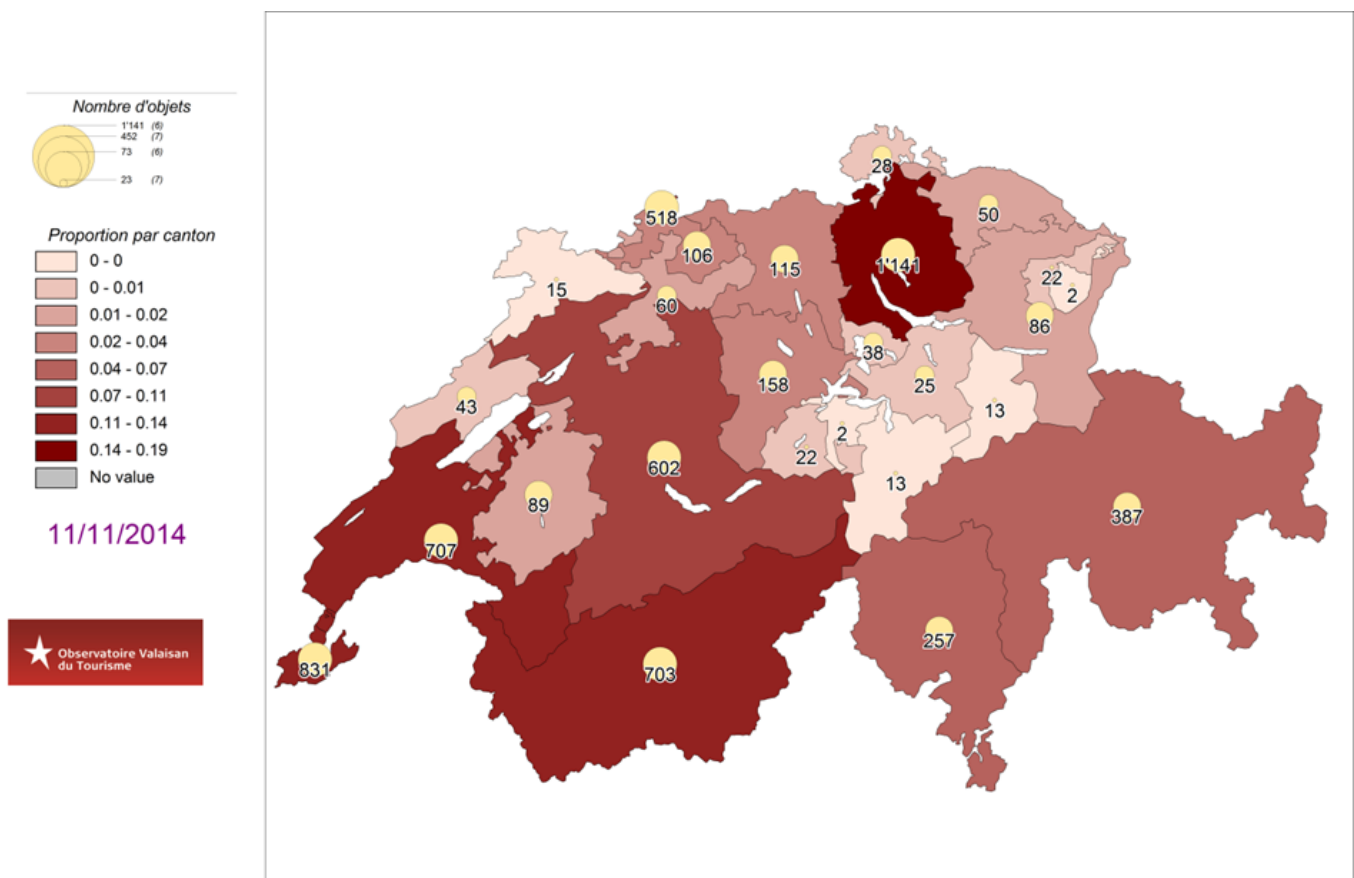 Nombre d'objets
1'141 (6)
452 (7)
73 (6)
23 (7)
Proportion par canton
0 - 0
0 - 0.01
0.01 - 0.02
0.02 - 0.04
0.04 - 0.07
0.07 - 0.11
0.11 - 0.14
0.14 - 0.19
No value
11/11/2014
Observatoire Valaisan
du Tourisme
28
518
50
106
115
1'141
22
2
15
60
86
38
158
25
43
13
2
22
602
13
89
387
707
257
831
703